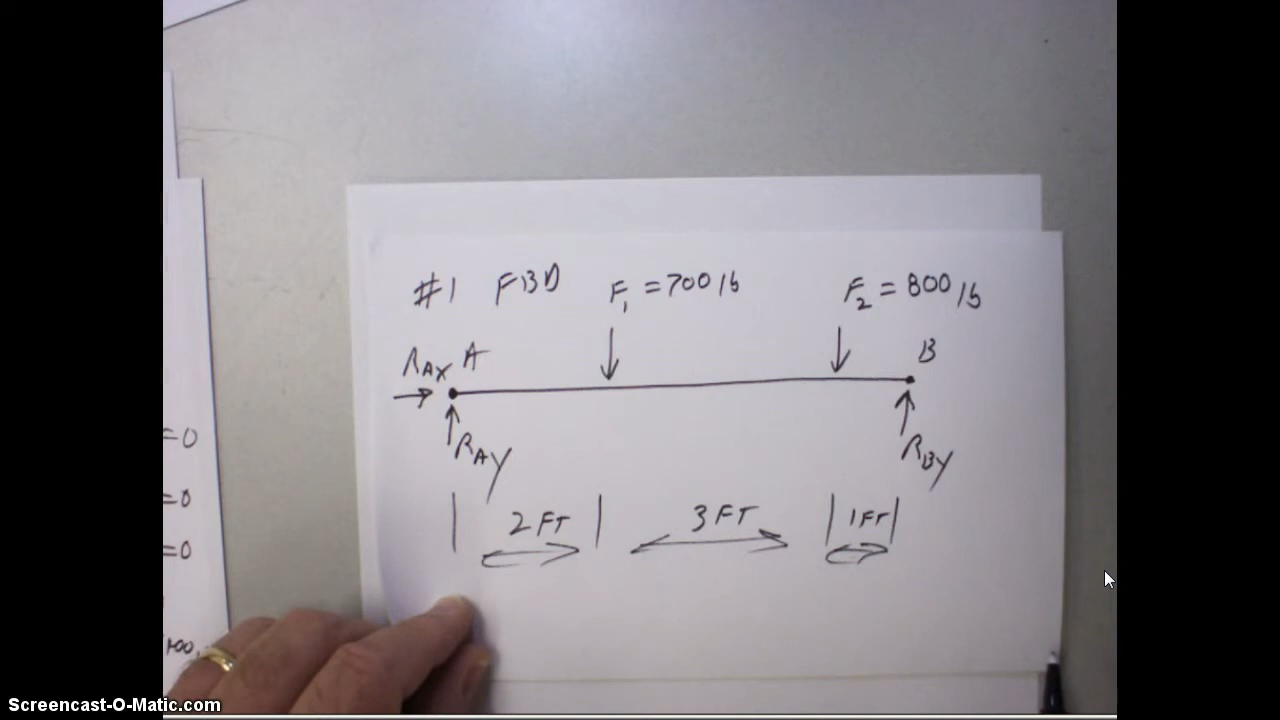 #1 FBD F1 = 700 lb F2 = 800 lb
RAX A B
RAY RBY
2 FT 3 FT 1 FT
=0
=0
=0
100,
Screencast-O-Matic.com